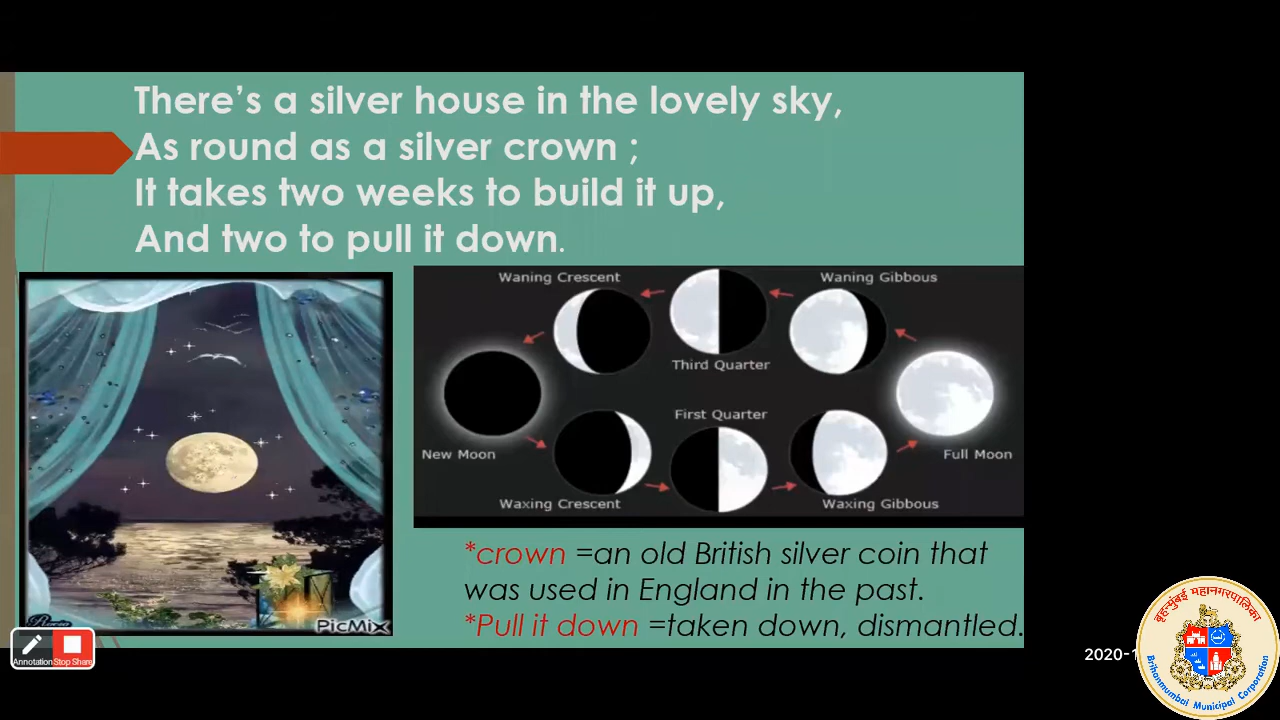 There's a silver house in the lovely sky,
As round as a silver crown ;
It takes two weeks to build it up,
And two to pull it down.
Waning Crescent
Waning Gibbous
Third Quarter
First Quarter
New Moon
Full Moon
Waxing Crescent
Waxing Gibbous
*crown =an old British silver coin that
was used in England in the past.
*Pull it down =taken down, dismantled.
PicMix
Annotation
Stop Share
2020-1
बृहन्मुंबई महानगरपालिका
Brihanmumbai Municipal Corporation